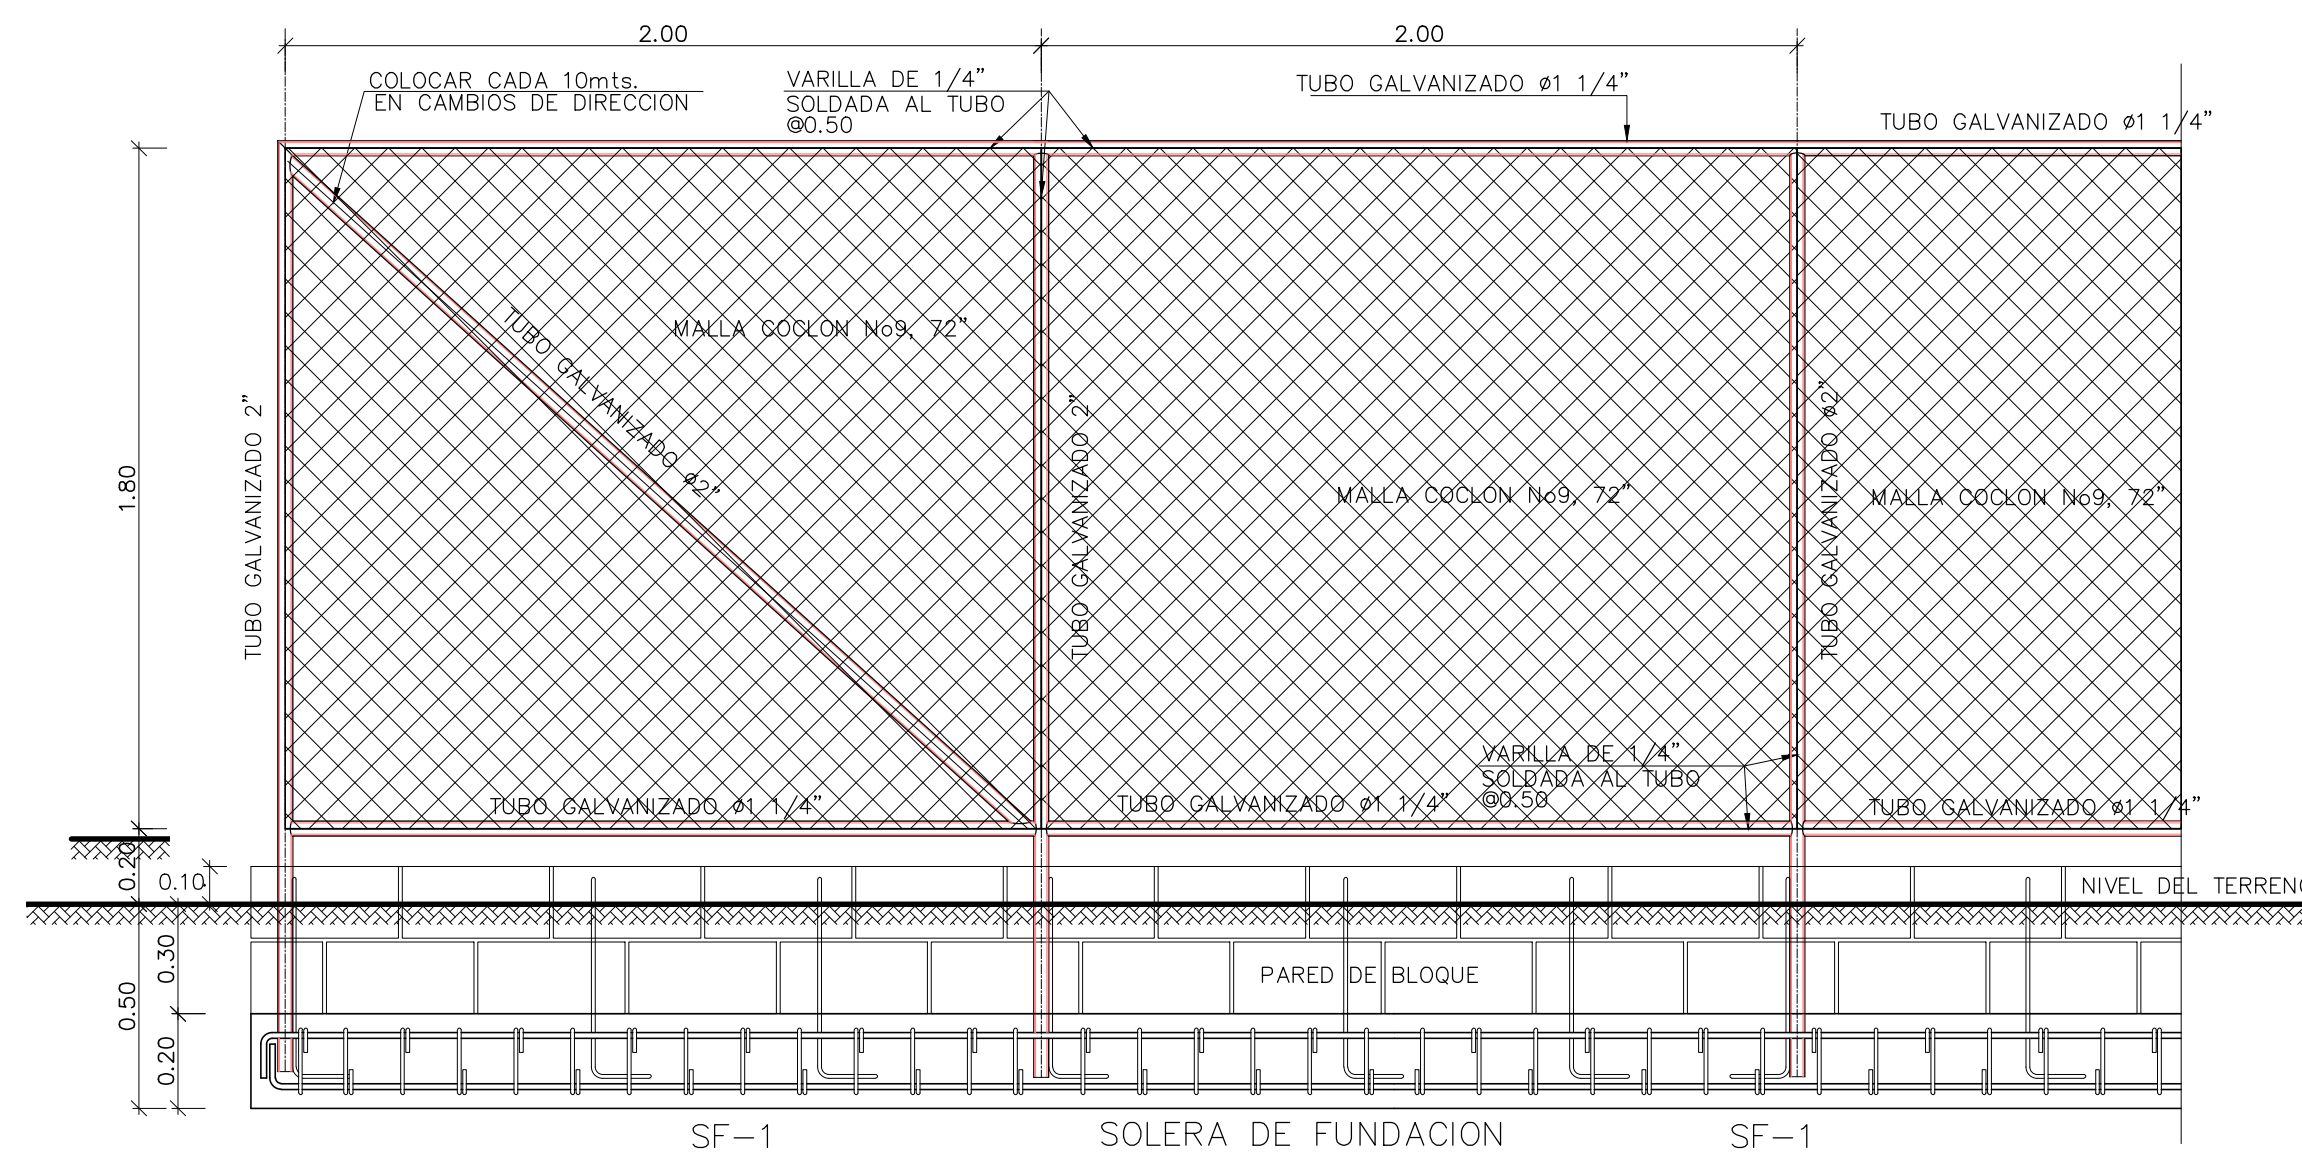 2.00
2.00
COLOCAR CADA 10mts.
EN CAMBIOS DE DIRECCION
VARILLA DE 1/4"
SOLDADA AL TUBO
@0.50
TUBO GALVANIZADO ø1 1/4"
TUBO GALVANIZADO ø1 1/4"
1.80
TUBO GALVANIZADO 2"
TUBO GALVANIZADO ø2"
MALLA COCLON No9, 72"
TUBO GALVANIZADO 2"
MALLA COCLON No9, 72"
TUBO GALVANIZADO ø2"
MALLA COCLON No9, 72"
VARILLA DE 1/4"
SOLDADA AL TUBO
@0.50
TUBO GALVANIZADO ø1 1/4"
TUBO GALVANIZADO ø1 1/4"
TUBO GALVANIZADO ø1 1/4"
0.20
0.10
NIVEL DEL TERRENO
0.30
0.50
0.20
PARED DE BLOQUE
SF-1
SOLERA DE FUNDACION
SF-1